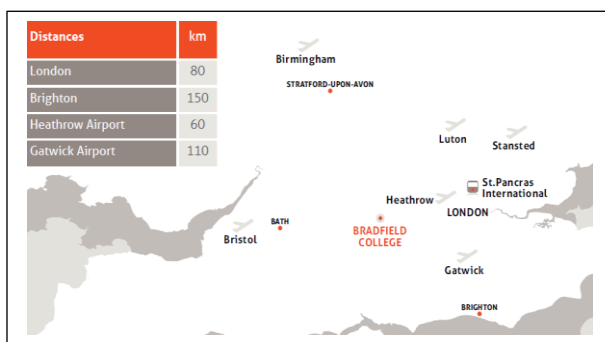 Distances km
London 80
Brighton 150
Heathrow Airport 60
Gatwick Airport 110
Birmingham
STRATFORD-UPON-AVON
Luton
Stansted
St.Pancras
International
Heathrow
LONDON
BATH
Bristol
BRADFIELD
COLLEGE
Gatwick
BRIGHTON